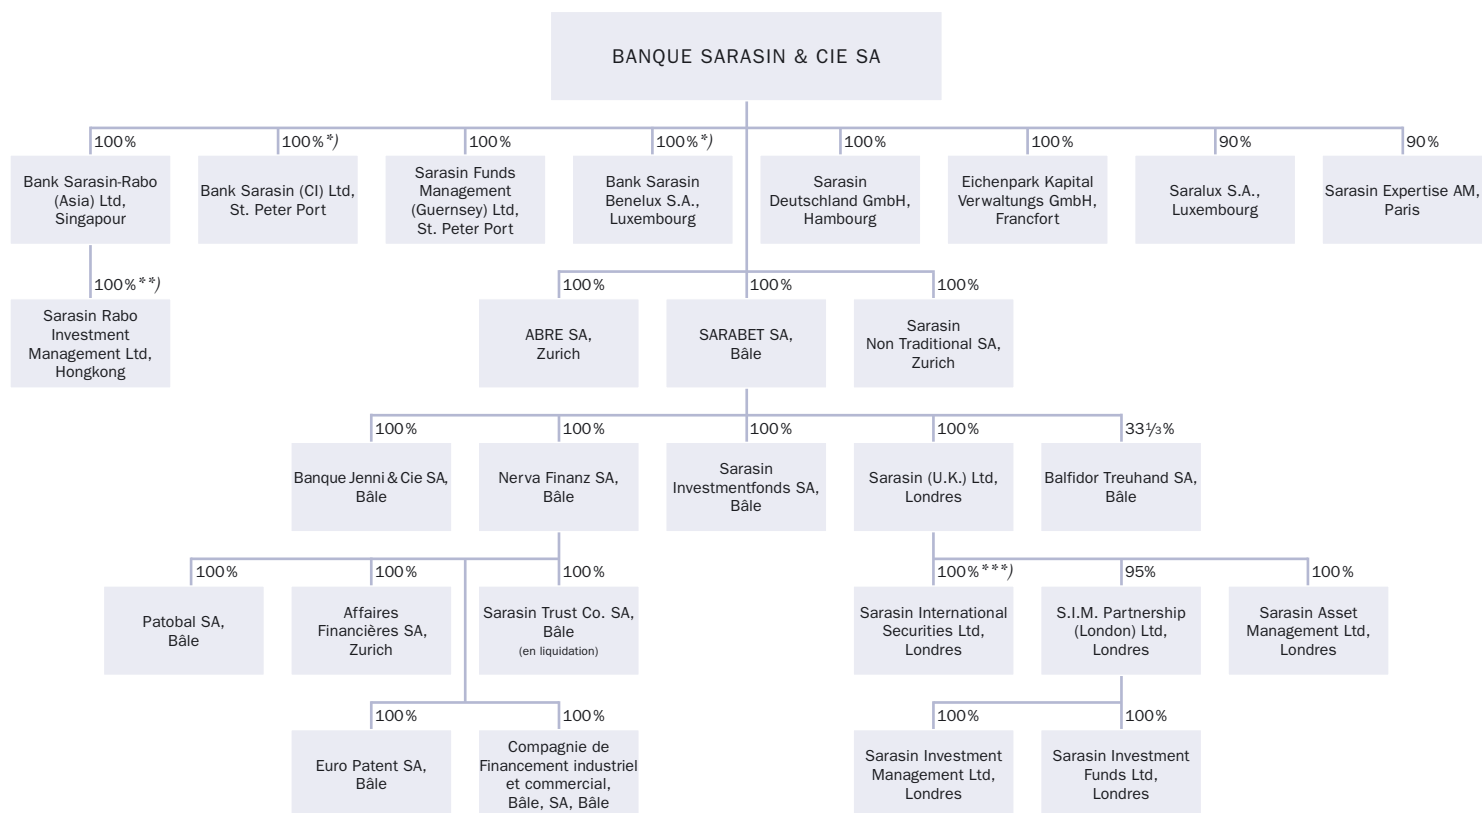 BANQUE SARASIN & CIE SA
100%
100%*)
100%
100%*)
100%
100%
90%
90%
Bank Sarasin-Rabo
(Asia) Ltd,
Singapour
Bank Sarasin (CI) Ltd,
St. Peter Port
Sarasin Funds
Management
(Guernsey) Ltd,
St. Peter Port
Bank Sarasin
Benelux S.A.,
Luxembourg
Sarasin
Deutschland GmbH,
Hambourg
Eichenpark Kapital
Verwaltungs GmbH,
Francfort
Saralux S.A.,
Luxembourg
Sarasin Expertise AM,
Paris
100%**)
Sarasin Rabo
Investment
Management Ltd,
Hongkong
100%
100%
100%
ABRE SA,
Zurich
SARABET SA,
Bâle
Sarasin
Non Traditional SA,
Zurich
100%
100%
100%
100%
33⅓%
Banque Jenni & Cie SA,
Bâle
Nerva Finanz SA,
Bâle
Sarasin
Investmentfonds SA,
Bâle
Sarasin (U.K.) Ltd,
Londres
Balfidor Treuhand SA,
Bâle
100%
100%
100%
100%***)
95%
100%
Patobal SA,
Bâle
Affaires
Financières SA,
Zurich
Sarasin Trust Co. SA,
Bâle
(en liquidation)
Sarasin International
Securities Ltd,
Londres
S.I.M. Partnership
(London) Ltd,
Londres
Sarasin Asset
Management Ltd,
Londres
100%
100%
100%
100%
Euro Patent SA,
Bâle
Compagnie de
Financement industriel
et commercial,
Bâle, SA, Bâle
Sarasin Investment
Management Ltd,
Londres
Sarasin Investment
Funds Ltd,
Londres